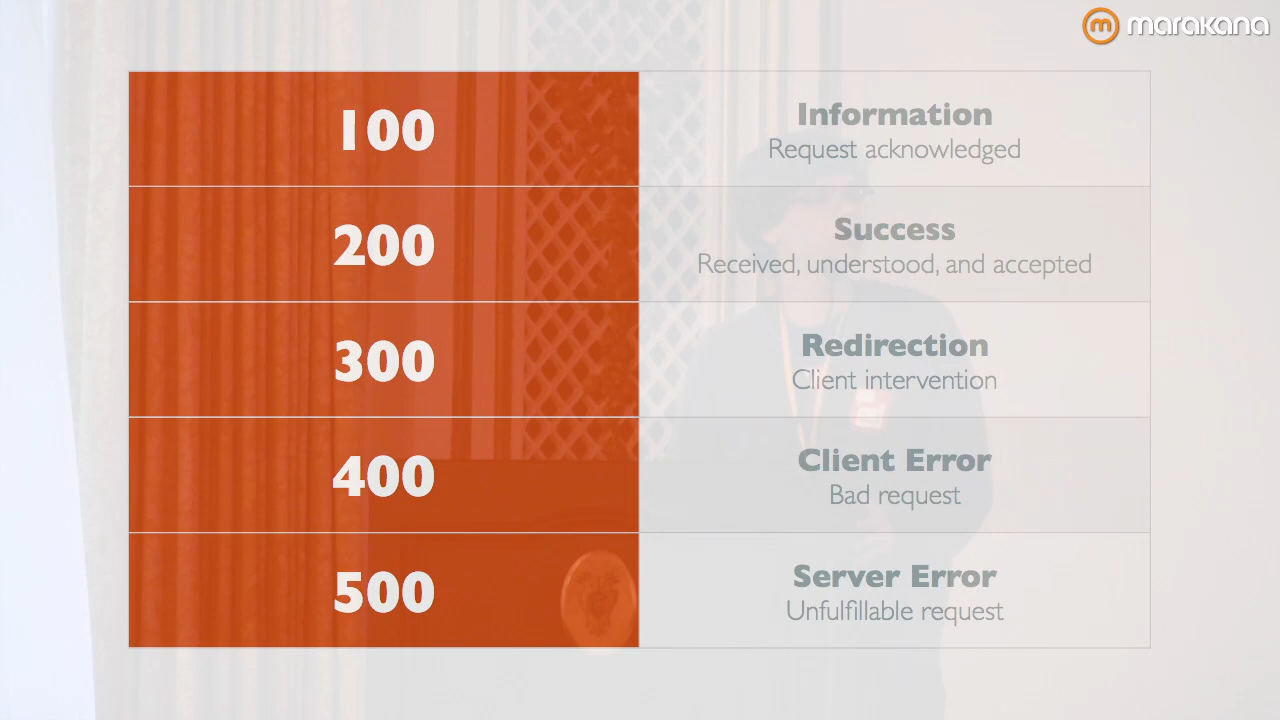 marakana
100
Information
Request acknowledged
200
Success
Received, understood, and accepted
300
Redirection
Client intervention
400
Client Error
Bad request
500
Server Error
Unfulfillable request